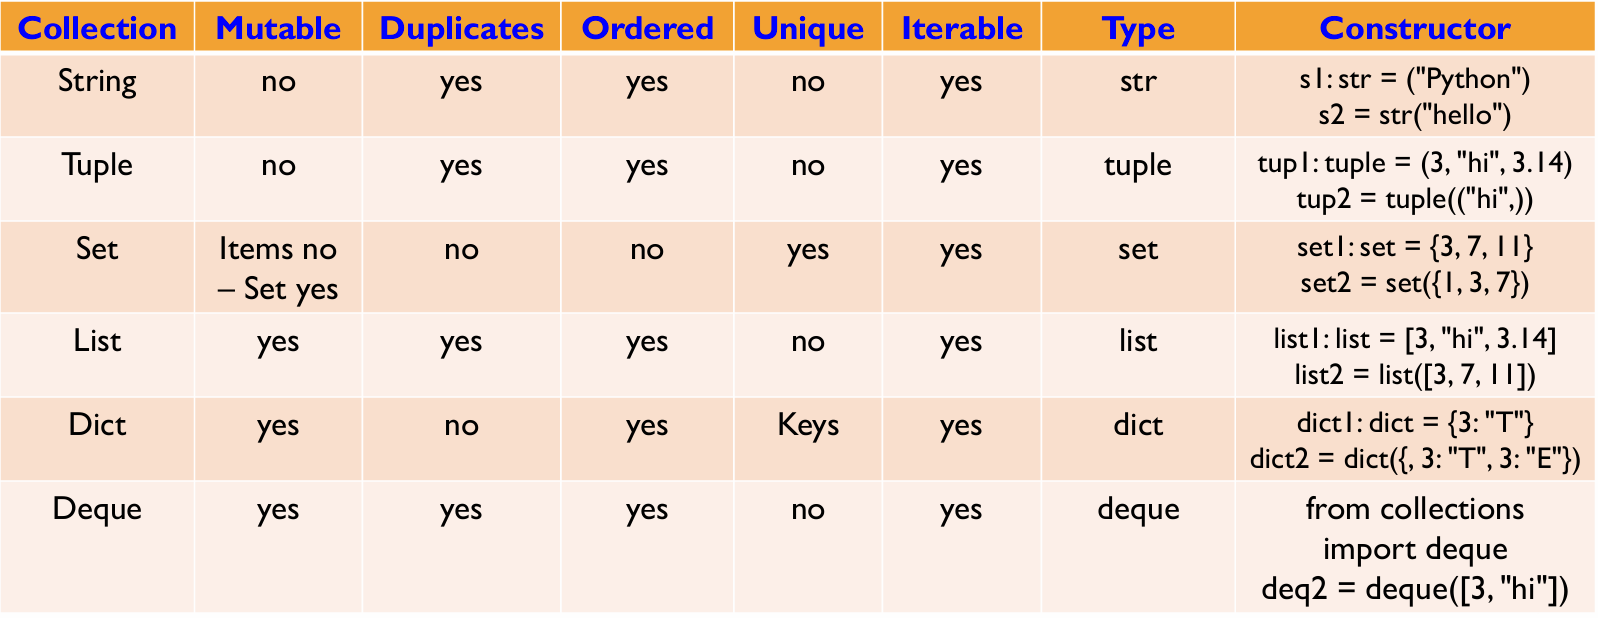 Collection Mutable Duplicates Ordered Unique Iterable Type Constructor
String no yes yes no yes str s1: str = ("Python")
s2 = str("hello")
Tuple no yes yes no yes tuple tup1: tuple = (3, "hi", 3.14)
tup2 = tuple(("hi",))
Set Items no no no yes yes set set1: set = {3, 7, 11}
– Set yes set2 = set({1, 3, 7})
List yes yes yes no yes list list1: list = [3, "hi", 3.14]
list2 = list([3, 7, 11])
Dict yes no yes Keys yes dict dict1: dict = {3: "T"}
dict2 = dict({, 3: "T", 3: "E"})
Deque yes yes yes no yes deque from collections
import deque
deq2 = deque([3, "hi"])